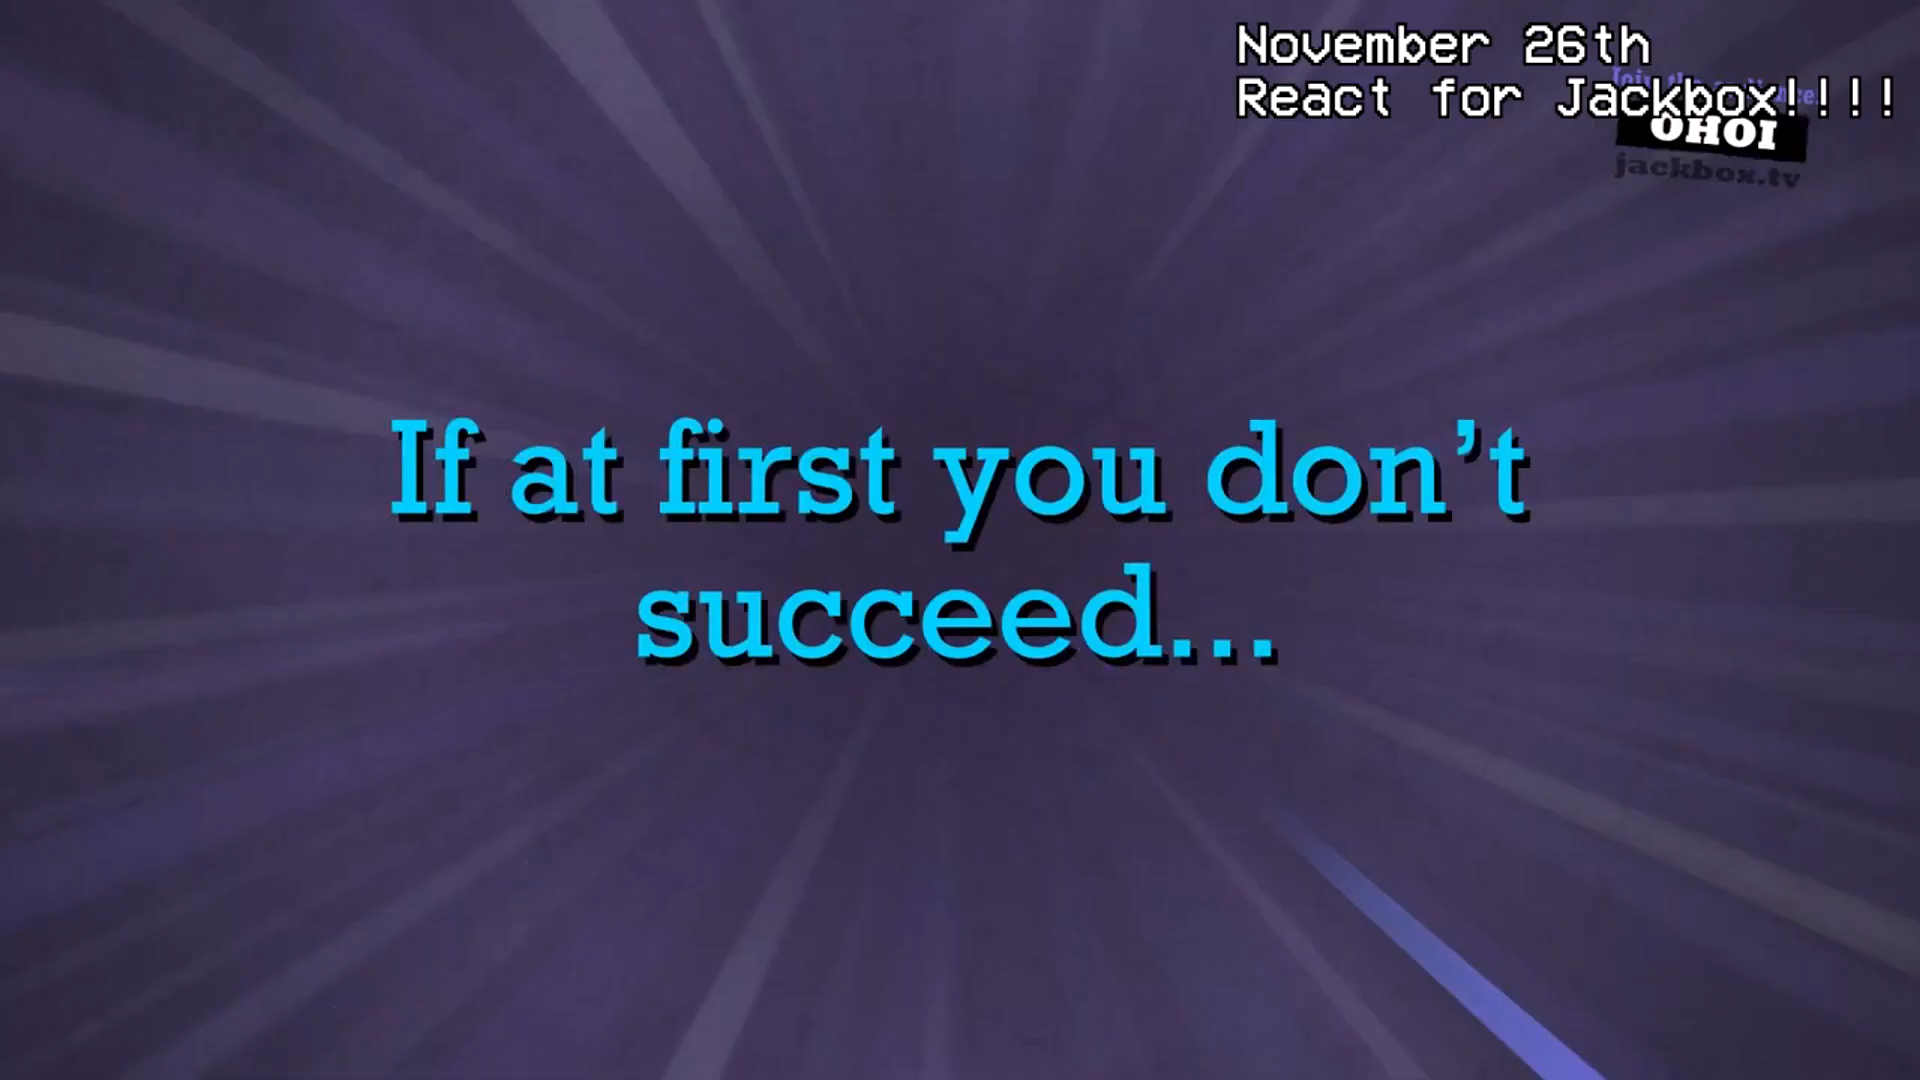 November 26th
React for Jackbox!!!!
OHOI
jackbox.tv
If at first you don’t
succeed...